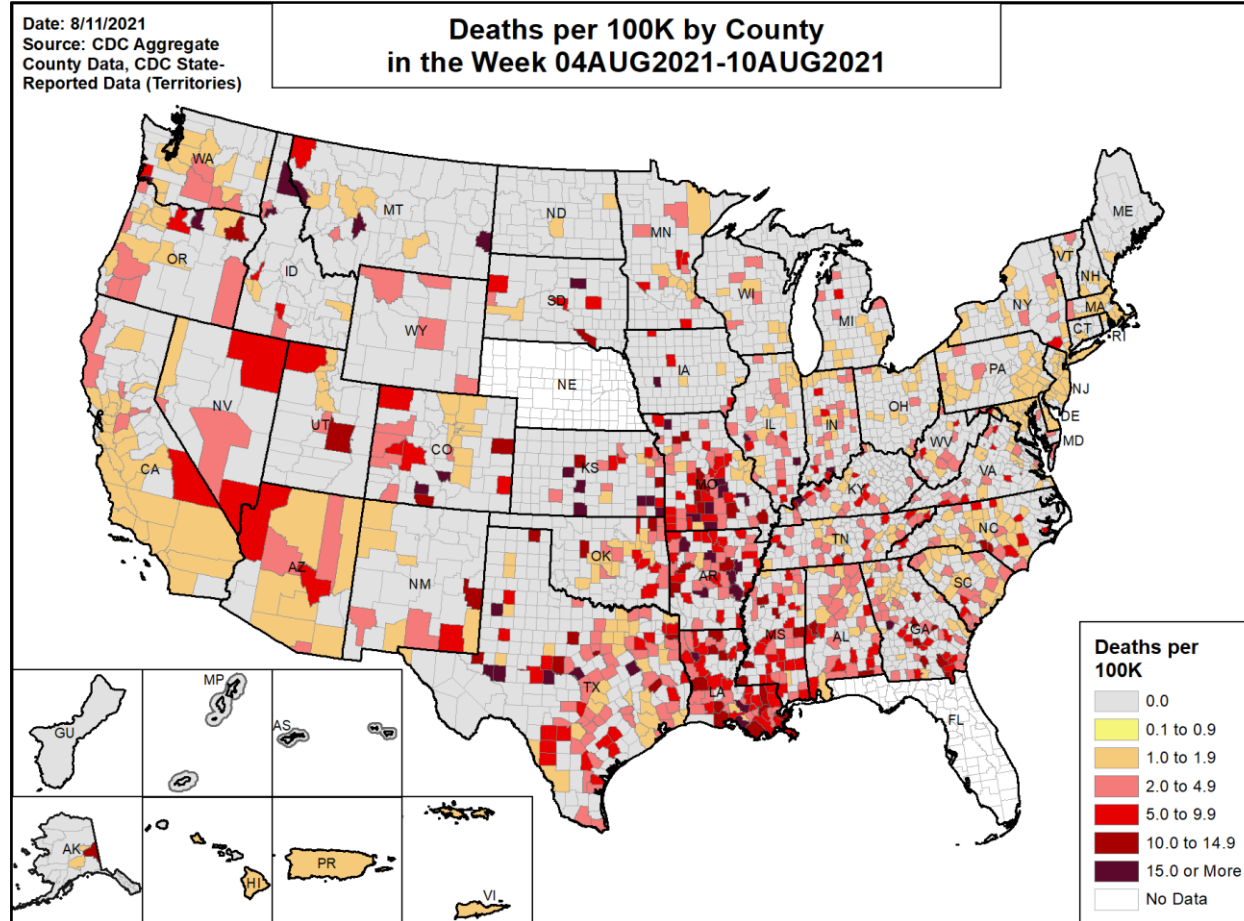 Date: 8/11/2021
Source: CDC Aggregate
County Data, CDC State-
Reported Data (Territories)
Deaths per 100K by County
in the Week 04AUG2021-10AUG2021
WA
MT
ND
MN
ME
OR
ID
SD
WI
MI
NY
VT
NH
MA
CT
RI
WY
NE
IA
PA
NJ
NV
UT
CO
IL
IN
OH
DE
MD
WV
VA
CA
KS
MO
KY
AZ
NM
OK
AR
TN
NC
SC
TX
LA
MS
AL
GA
FL
GU
MP
AS
AK
HI
PR
VI
Deaths per
100K
0.0
0.1 to 0.9
1.0 to 1.9
2.0 to 4.9
5.0 to 9.9
10.0 to 14.9
15.0 or More
No Data